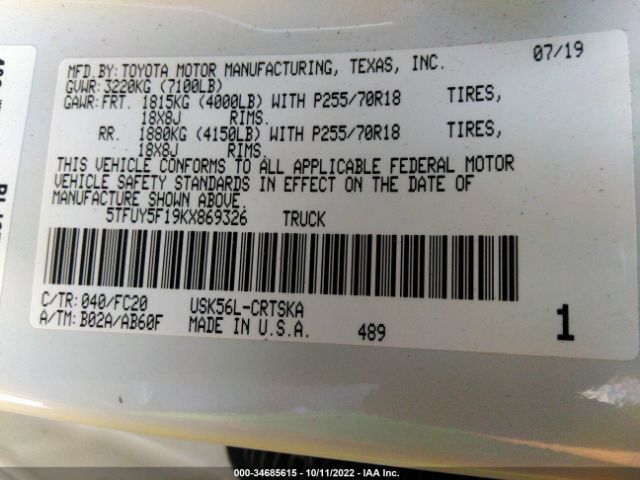 MFD.BY: TOYOTA MOTOR MANUFACTURING, TEXAS, INC. 07/19
GVWR: 3220KG (7100LB)
GAWR: FRT. 1815KG (4000LB) WITH P255/70R18 TIRES,
18X8J RIMS.
RR. 1880KG (4150LB) WITH P255/70R18 TIRES,
18X8J RIMS.
THIS VEHICLE CONFORMS TO ALL APPLICABLE FEDERAL MOTOR
VEHICLE SAFETY STANDARDS IN EFFECT ON THE DATE OF
MANUFACTURE SHOWN ABOVE.
5TFUY5F19KX869326 TRUCK
C/TR: 040/FC20 USK56L-CRTSKA
A/TM: B02A/AB60F MADE IN U.S.A. 489 1
000-34685615 - 10/11/2022 - IAA Inc.